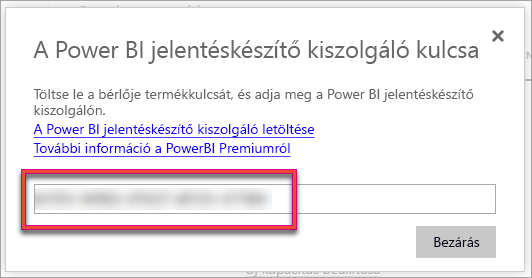 A Power BI jelentéskészítő kiszolgáló kulcsa
Töltse le a bérlője termékkulcsát, és adja meg a Power BI jelentéskészítő
kiszolgálón.
A Power BI jelentéskészítő kiszolgáló letöltése
További információ a PowerBI Premiumról
Bezárás